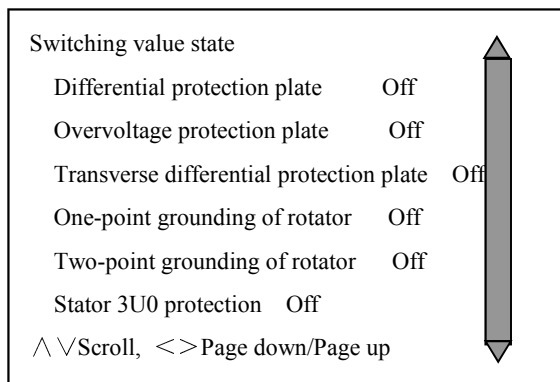 Switching value state
Differential protection plate Off
Overvoltage protection plate Off
Transverse differential protection plate Off
One-point grounding of rotator Off
Two-point grounding of rotator Off
Stator 3U0 protection Off
∧∨Scroll, <>Page down/Page up